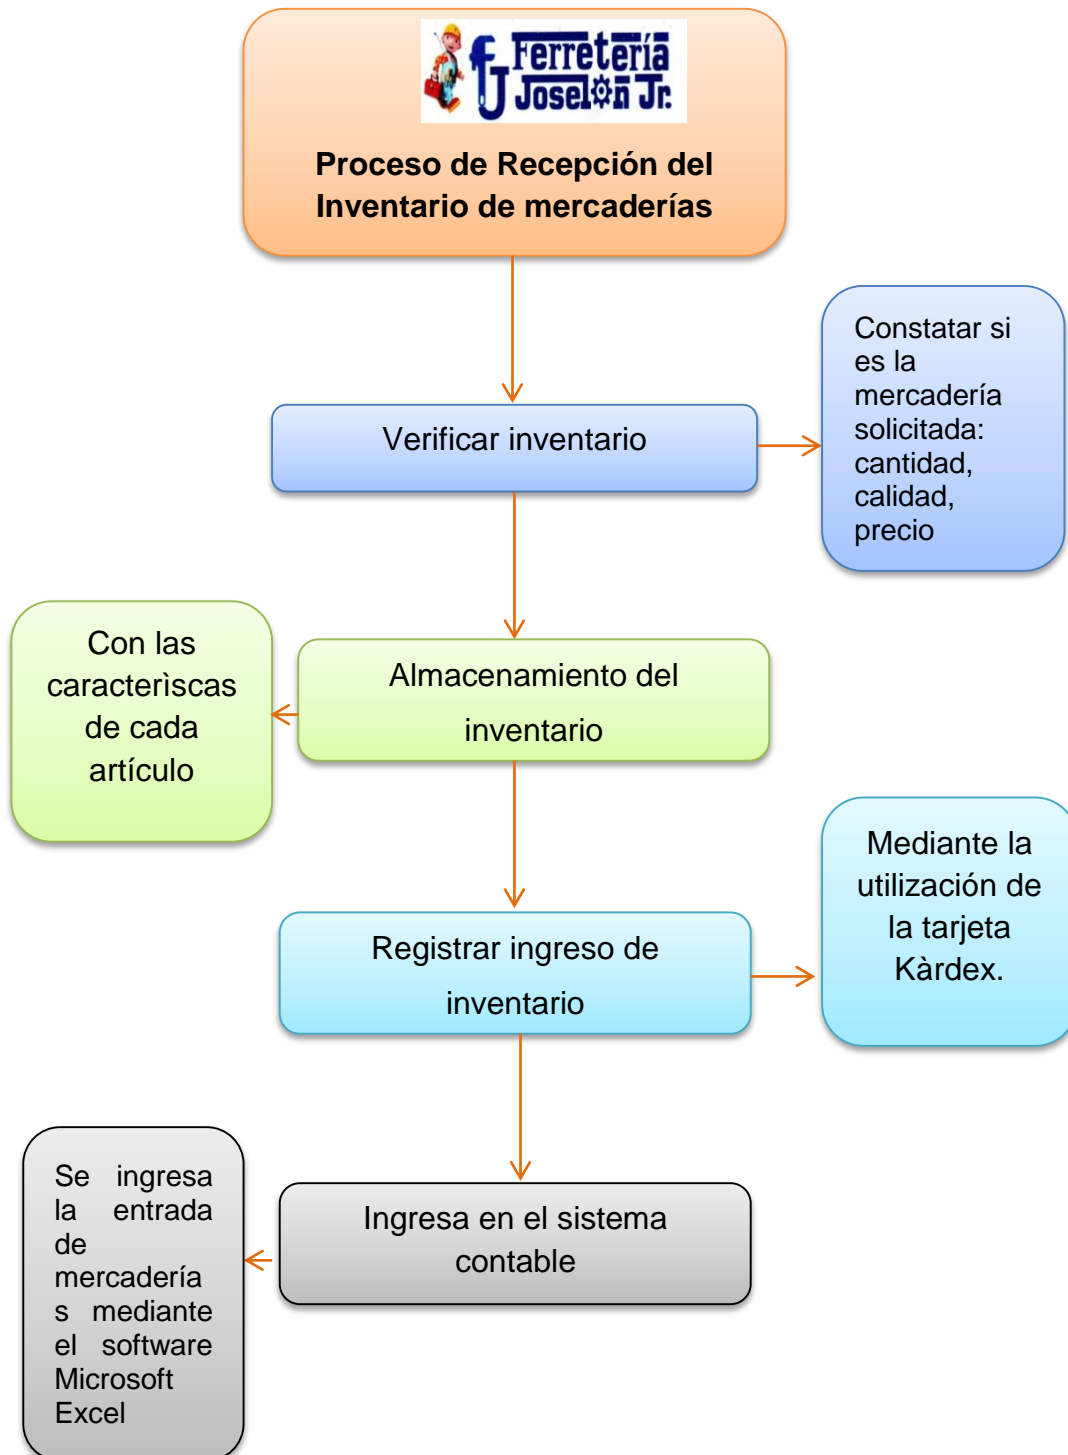 FJ Ferretería
Joselón Jr.
Proceso de Recepción del
Inventario de mercaderías
Verificar inventario
Constatar si
es la
mercadería
solicitada:
cantidad,
calidad,
precio
Almacenamiento del
inventario
Con las
caracterìscas
de cada
artículo
Registrar ingreso de
inventario
Mediante la
utilización de
la tarjeta
Kàrdex.
Ingresa en el sistema
contable
Se ingresa
la entrada
de
mercadería
s mediante
el software
Microsoft
Excel